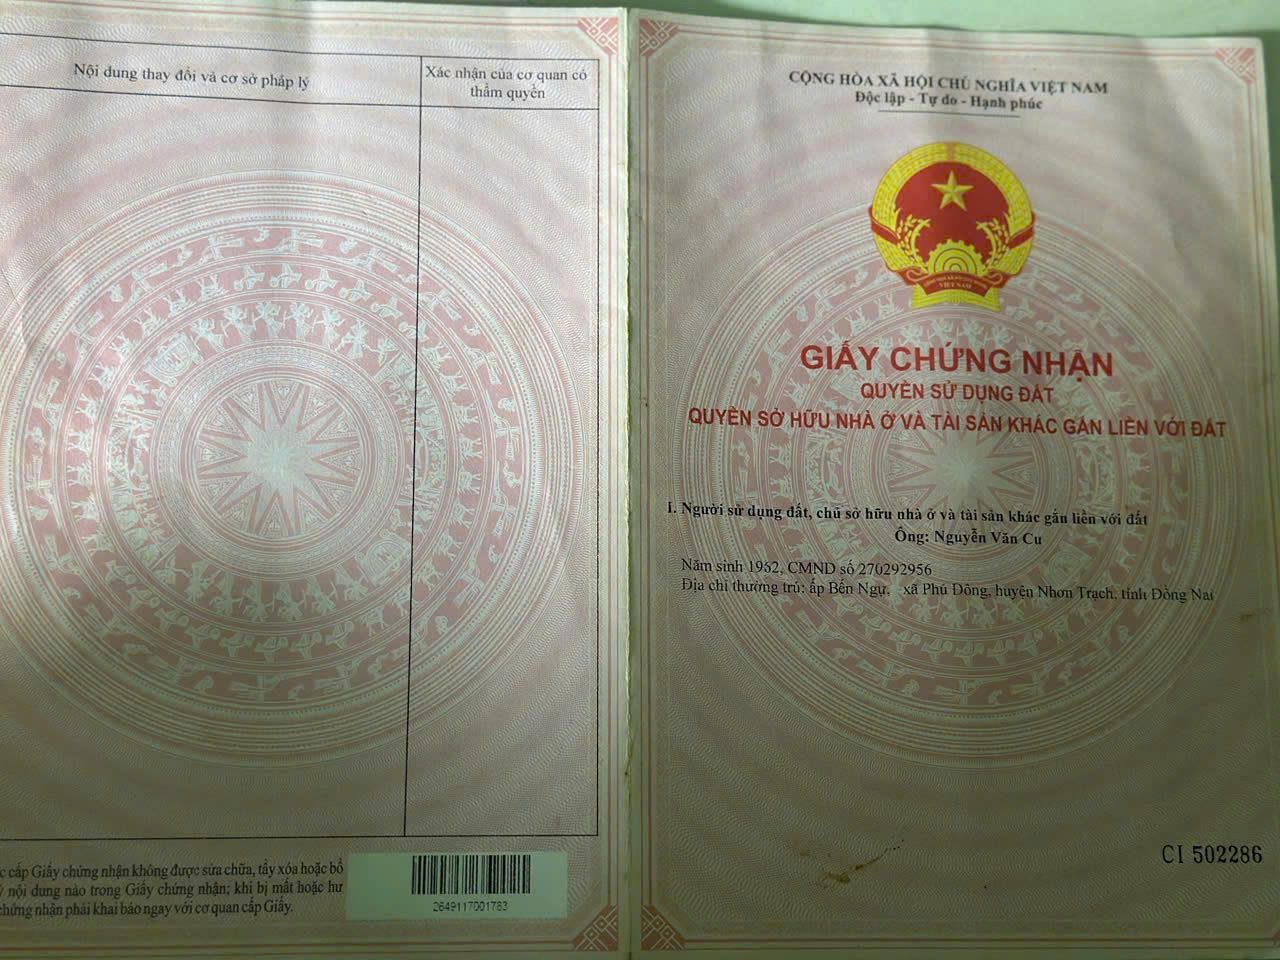 Nội dung thay đổi và cơ sở pháp lý
Xác nhận của cơ quan có
thẩm quyền
cấp Giấy chứng nhận không được sửa chữa, tẩy xóa hoặc bổ
nội dung nào trong Giấy chứng nhận; khi bị mất hoặc hư
chứng nhận phải khai báo ngay với cơ quan cấp Giấy.
2649117001783
CỘNG HÒA XÃ HỘI CHỦ NGHĨA VIỆT NAM
Độc lập - Tự do - Hạnh phúc
VIỆT NAM
GIẤY CHỨNG NHẬN
QUYỀN SỬ DỤNG ĐẤT
QUYỀN SỞ HỮU NHÀ Ở VÀ TÀI SẢN KHÁC GẮN LIỀN VỚI ĐẤT
I. Người sử dụng đất, chủ sở hữu nhà ở và tài sản khác gắn liền với đất
Ông: Nguyễn Văn Cu
Năm sinh 1962, CMND số 270292956
Địa chỉ thường trú: ấp Bến Ngự, xã Phú Đông, huyện Nhơn Trạch, tỉnh Đồng Nai
CI 502286